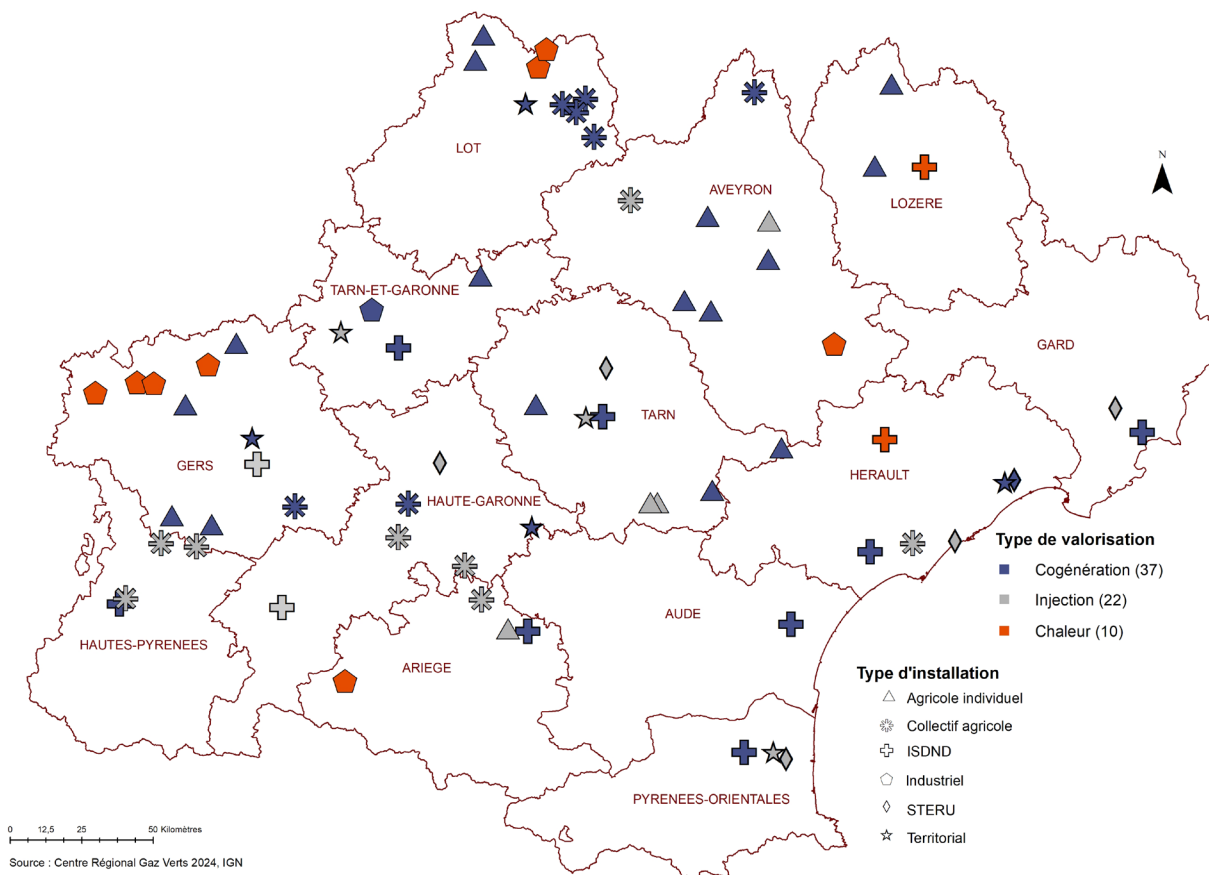 N
LOT
AVEYRON
LOZERE
TARN-ET-GARONNE
GARD
TARN
GERS
HERAULT
HAUTE-GARONNE
Type de valorisation
Cogénération (37)
Injection (22)
Chaleur (10)
AUDE
HAUTES-PYRENEES
ARIEGE
Type d'installation
Agricole individuel
Collectif agricole
ISDND
Industriel
STERU
Territorial
PYRENEES-ORIENTALES
0 12,5 25 50 Kilomètres
Source : Centre Régional Gaz Verts 2024, IGN